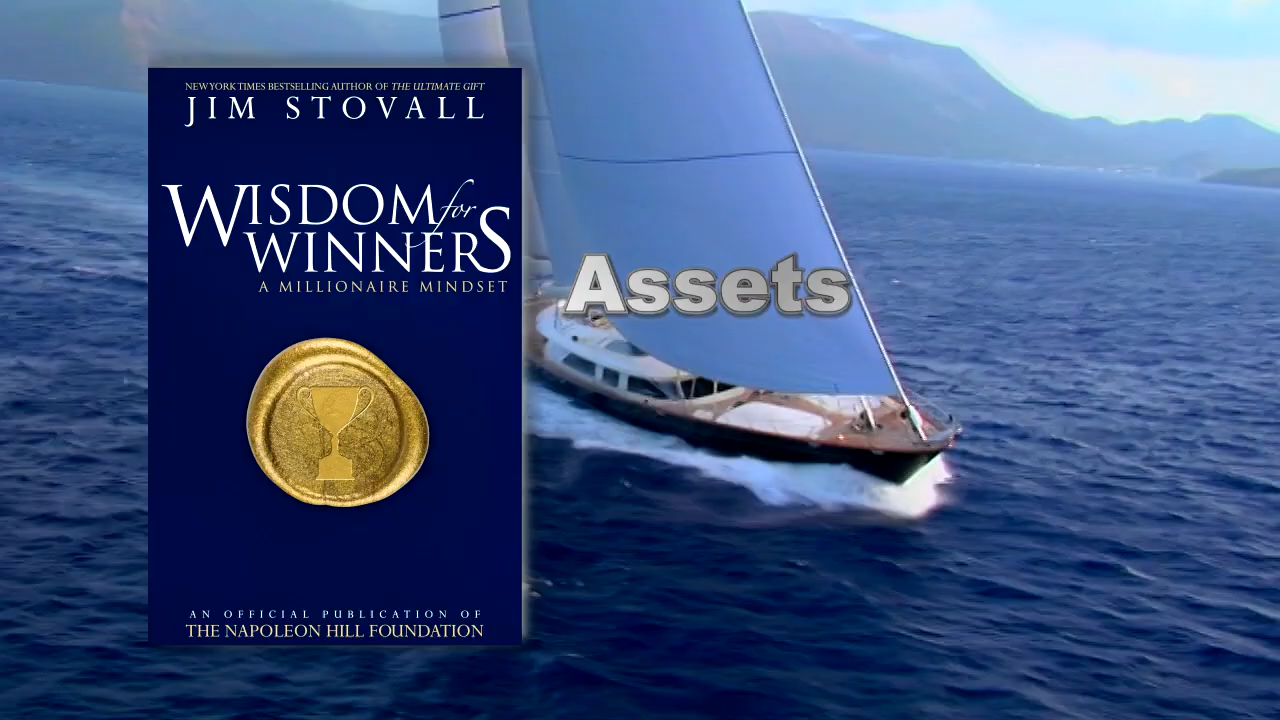 NEW YORK TIMES BESTSELLING AUTHOR OF THE ULTIMATE GIFT
JIM STOVALL
WISDOM for
WINNERS
A MILLIONAIRE MINDSET
AN OFFICIAL PUBLICATION OF
THE NAPOLEON HILL FOUNDATION
Assets